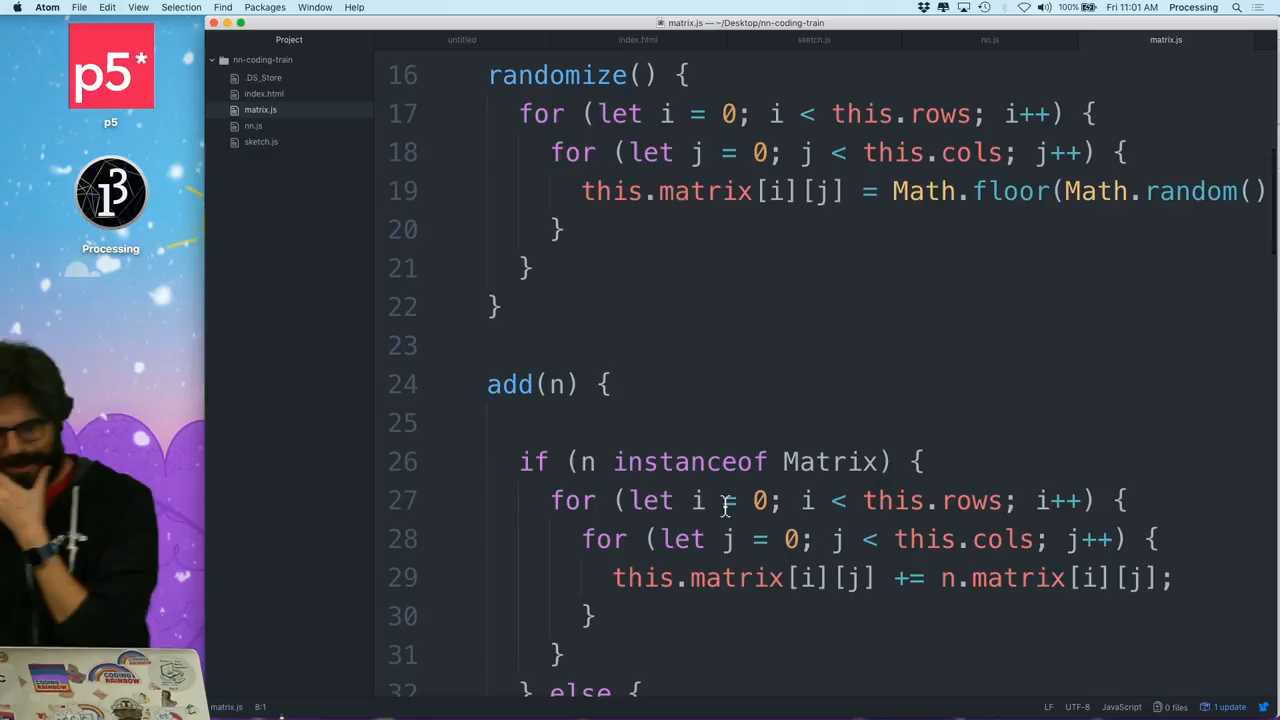 Atom File Edit View Selection Find Packages Window Help 100% Fri 11:01 AM Processing
matrix.js — ~/Desktop/nn-coding-train
Project untitled index.html sketch.js nn.js matrix.js
nn-coding-train
.DS_Store
index.html
matrix.js
nn.js
sketch.js
p5*
p5
Processing
16 randomize() {
17 for (let i = 0; i < this.rows; i++) {
18 for (let j = 0; j < this.cols; j++) {
19 this.matrix[i][j] = Math.floor(Math.random()
20 }
21 }
22 }
23
24 add(n) {
25
26 if (n instanceof Matrix) {
27 for (let i = 0; i < this.rows; i++) {
28 for (let j = 0; j < this.cols; j++) {
29 this.matrix[i][j] += n.matrix[i][j];
30 }
31 }
32 } else {
CODING RAINBOW
CODING RAINBOW
matrix.js 8:1 LF UTF-8 JavaScript 0 files 1 update